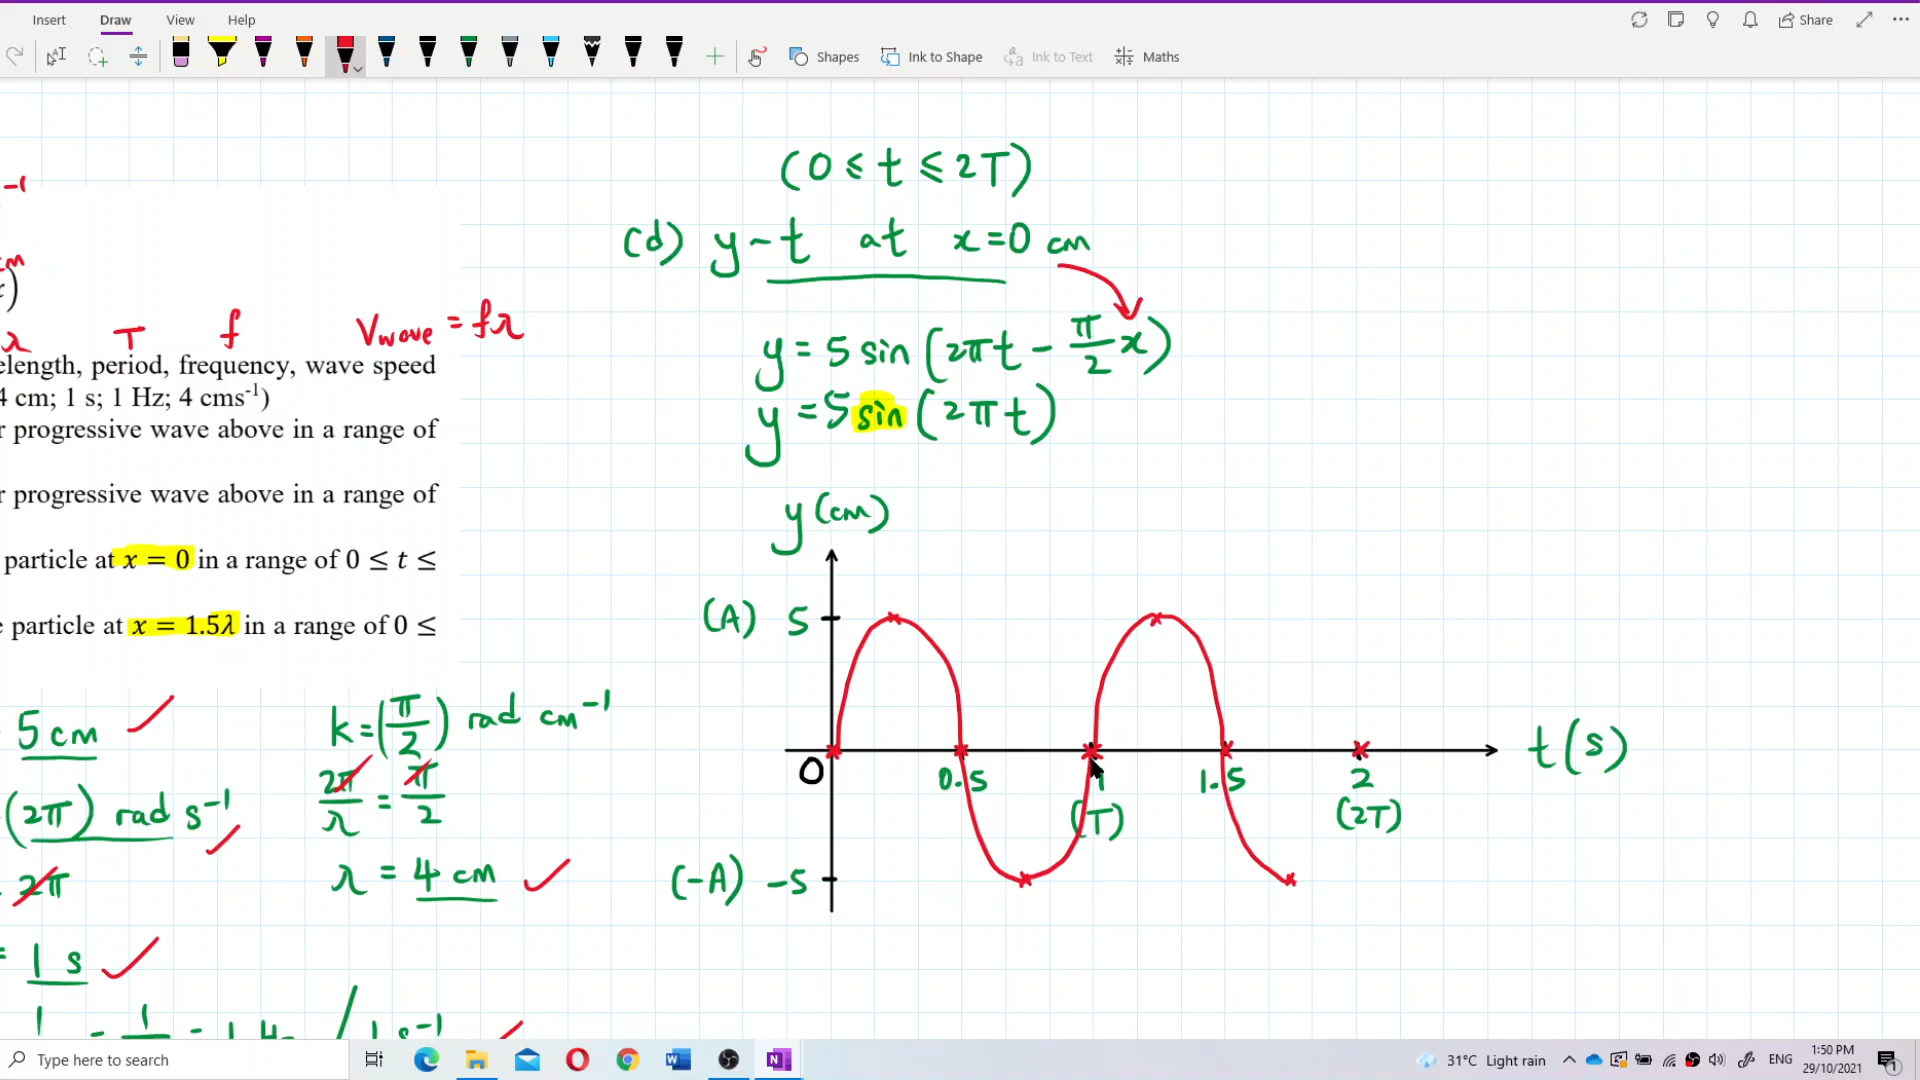 Insert Draw View Help
Share
Shapes Ink to Shape Ink to Text Maths
-1
cm
λ T f Vwave = fλ
elength, period, frequency, wave speed
4 cm; 1 s; 1 Hz; 4 cms⁻¹)
r progressive wave above in a range of
r progressive wave above in a range of
particle at x = 0 in a range of 0 ≤ t ≤
e particle at x = 1.5λ in a range of 0 ≤
5 cm
(2π) rad s⁻¹
2π
= 1 s
k = (π/2) rad cm⁻¹
2π/λ = π/2
λ = 4 cm
(0 ≤ t ≤ 2T)
(d) y~t at x=0 cm
y = 5 sin (2πt - π/2 x)
y = 5 sin (2πt)
y (cm)
(A) 5
O 0.5 1 1.5 2 t(s)
(T) (2T)
(-A) -5
Type here to search
31°C Light rain ENG
1:50 PM
29/10/2021